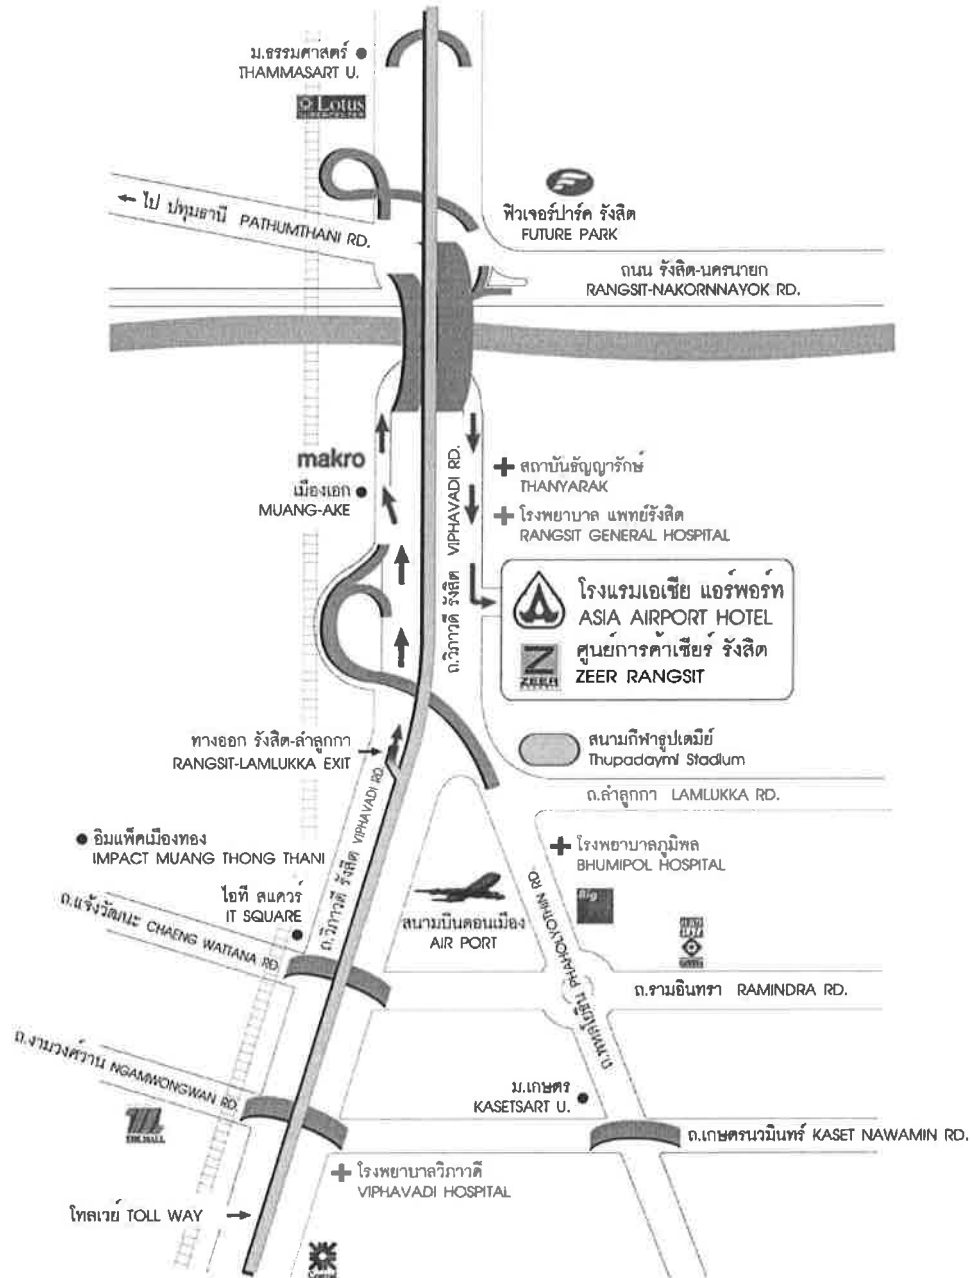 ม.ธรรมศาสตร์
THAMMASART U.
Lotus
SUPERCENTER
← ไป ปทุมธานี PATHUMTHANI RD.
ฟิวเจอร์ปาร์ค รังสิต
FUTURE PARK
ถนน รังสิต-นครนายก
RANGSIT-NAKORNNAYOK RD.
makro
เมืองเอก
MUANG-AKE
ถ.วิภาวดี รังสิต VIPHAVADI RD.
สถาบันธัญญารักษ์
THANYARAK
โรงพยาบาล แพทย์รังสิต
RANGSIT GENERAL HOSPITAL
โรงแรมเอเชีย แอร์พอร์ท
ASIA AIRPORT HOTEL
Z
ZEER
ศูนย์การค้าเซียร์ รังสิต
ZEER RANGSIT
ทางออก รังสิต-ลำลูกกา
RANGSIT-LAMLUKKA EXIT
สนามกีฬาธูปเตมีย์
Thupadaymi Stadium
ถ.ลำลูกกา LAMLUKKA RD.
ถ.วิภาวดี รังสิต VIPHAVADI RD.
อิมแพ็คเมืองทอง
IMPACT MUANG THONG THANI
โรงพยาบาลภูมิพล
BHUMIPOL HOSPITAL
Big
ไอที สแควร์
IT SQUARE
สนามบินดอนเมือง
AIR PORT
ถ.พหลโยธิน PHAHOLYOTHIN RD.
ถ.แจ้งวัฒนะ CHAENG WATTANA RD.
ถ.รามอินทรา RAMINDRA RD.
ถ.งามวงศ์วาน NGAMWONGWAN RD.
ม.เกษตร
KASETSART U.
THE MALL
ถ.เกษตรนวมินทร์ KASET NAWAMIN RD.
โรงพยาบาลวิภาวดี
VIPHAVADI HOSPITAL
โทลเวย์ TOLL WAY
Central